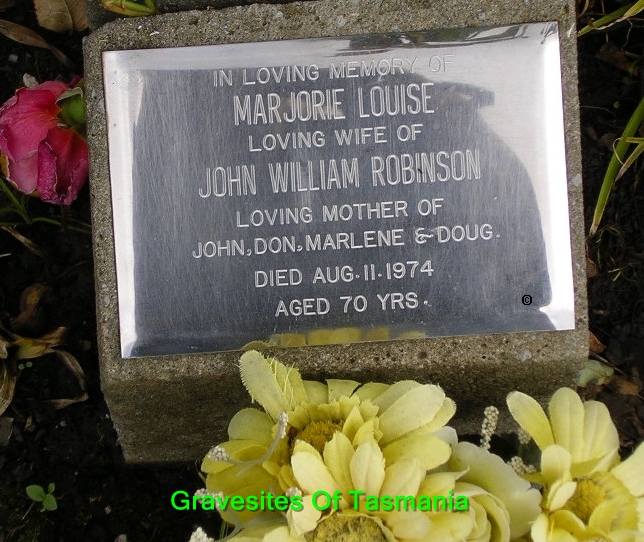 IN LOVING MEMORY OF
MARJORIE LOUISE
LOVING WIFE OF
JOHN WILLIAM ROBINSON
LOVING MOTHER OF
JOHN, DON, MARLENE & DOUG.
DIED AUG. 11. 1974
AGED 70 YRS.
©
Gravesites Of Tasmania